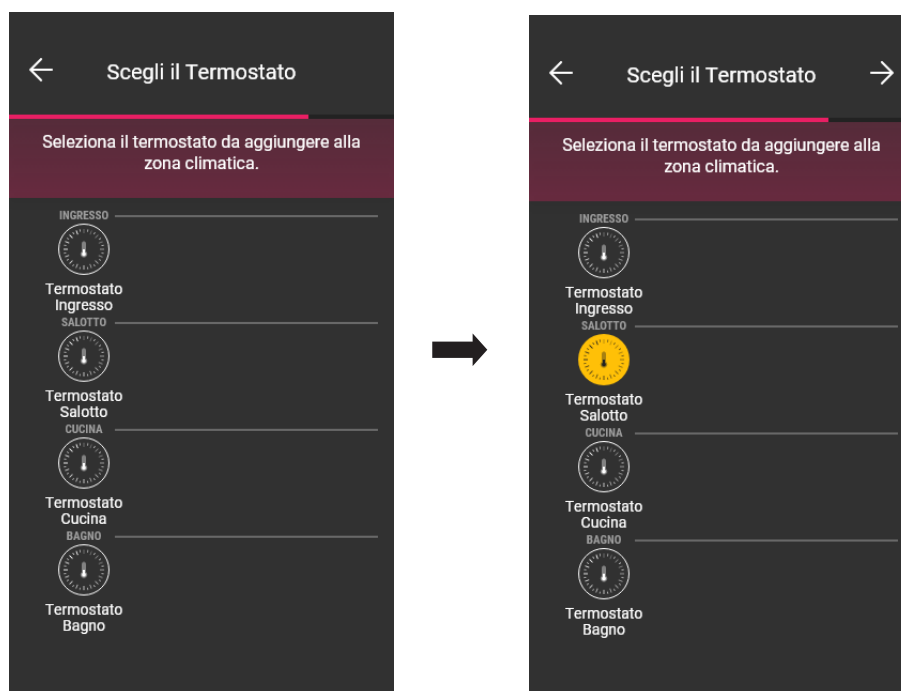 Scegli il Termostato
Seleziona il termostato da aggiungere alla
zona climatica.
INGRESSO
Termostato
Ingresso
SALOTTO
Termostato
Salotto
CUCINA
Termostato
Cucina
BAGNO
Termostato
Bagno
Scegli il Termostato
Seleziona il termostato da aggiungere alla
zona climatica.
INGRESSO
Termostato
Ingresso
SALOTTO
Termostato
Salotto
CUCINA
Termostato
Cucina
BAGNO
Termostato
Bagno